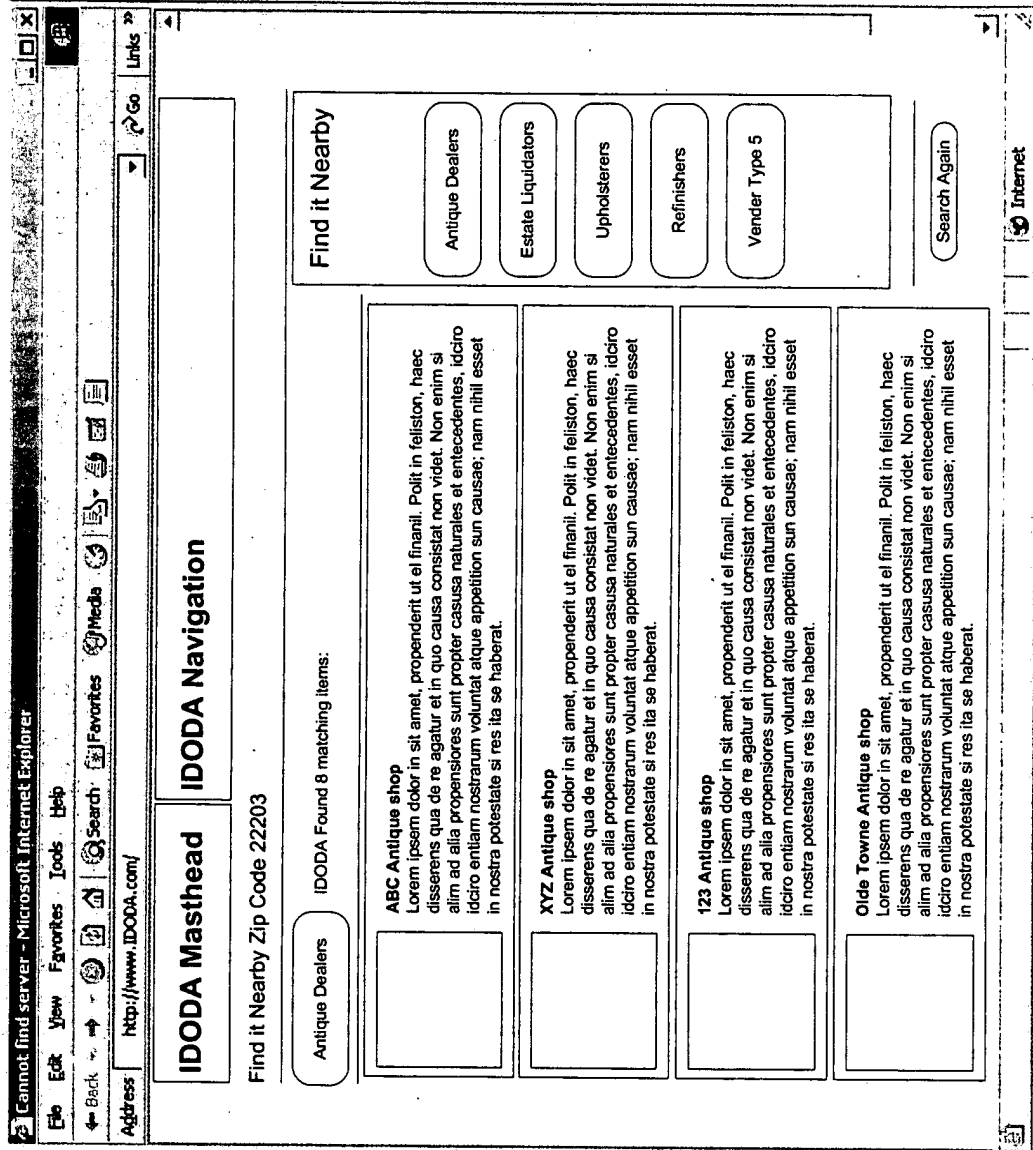 Cannot find server - Microsoft Internet Explorer
File Edit View Favorites Tools Help
Back Search Favorites Media
Address http://www.IDODA.com/ Go Links »
IDODA Masthead IDODA Navigation
Find it Nearby Zip Code 22203
Antique Dealers IDODA Found 8 matching items:
ABC Antique shop
Lorem ipsem dolor in sit amet, propenderit ut el finanil. Polit in feliston, haec
disserens qua de re agatur et in quo causa consistat non videt. Non enim si
alim ad alia propensiores sunt propter casusa naturales et entecedentes, idciro
idciro entiam nostrarum voluntat atque appetition sun causae; nam nihil esset
in nostra potestate si res ita se haberat.
XYZ Antique shop
Lorem ipsem dolor in sit amet, propenderit ut el finanil. Polit in feliston, haec
disserens qua de re agatur et in quo causa consistat non videt. Non enim si
alim ad alia propensiores sunt propter casusa naturales et entecedentes, idciro
idciro entiam nostrarum voluntat atque appetition sun causae; nam nihil esset
in nostra potestate si res ita se haberat.
123 Antique shop
Lorem ipsem dolor in sit amet, propenderit ut el finanil. Polit in feliston, haec
disserens qua de re agatur et in quo causa consistat non videt. Non enim si
alim ad alia propensiores sunt propter casusa naturales et entecedentes, idciro
idciro entiam nostrarum voluntat atque appetition sun causae; nam nihil esset
in nostra potestate si res ita se haberat.
Olde Towne Antique shop
Lorem ipsem dolor in sit amet, propenderit ut el finanil. Polit in feliston, haec
disserens qua de re agatur et in quo causa consistat non videt. Non enim si
alim ad alia propensiores sunt propter casusa naturales et entecedentes, idciro
idciro entiam nostrarum voluntat atque appetition sun causae; nam nihil esset
in nostra potestate si res ita se haberat.
Find it Nearby
Antique Dealers
Estate Liquidators
Upholsterers
Refinishers
Vender Type 5
Search Again
Internet